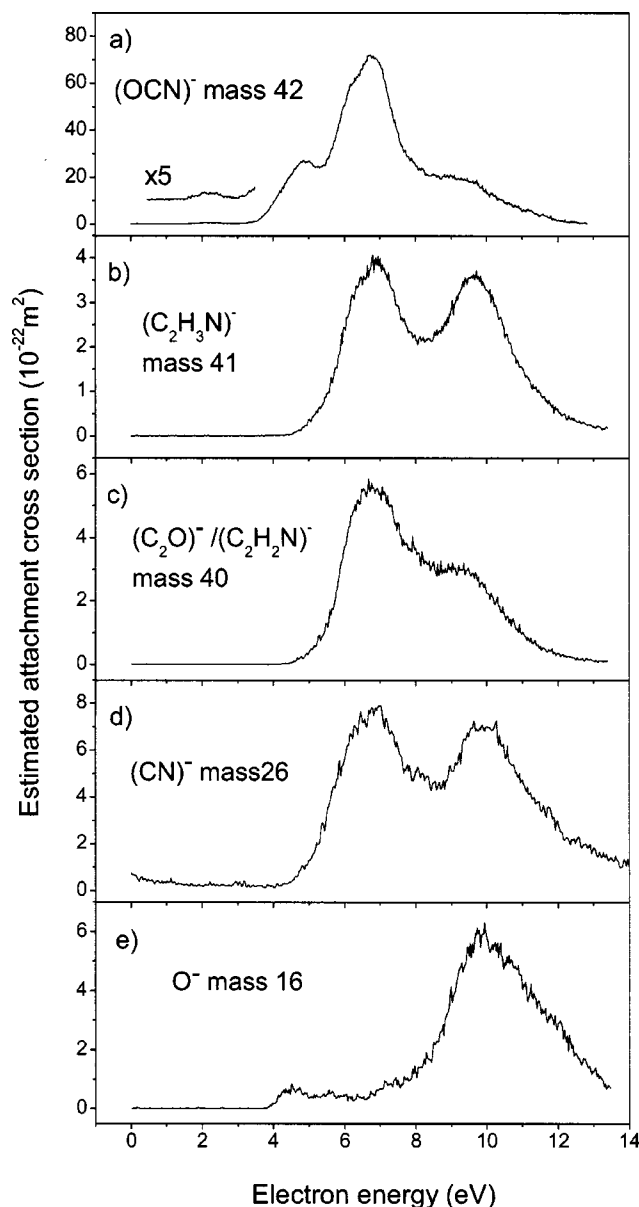 Estimated attachment cross section (10⁻²²m²)
a)
(OCN)⁻ mass 42
x5
80
60
40
20
0
b)
(C₂H₃N)⁻
mass 41
4
3
2
1
0
c)
(C₂O)⁻ /(C₂H₂N)⁻
mass 40
6
4
2
0
d)
(CN)⁻ mass26
8
6
4
2
0
e)
O⁻ mass 16
6
4
2
0
0 2 4 6 8 10 12 14
Electron energy (eV)